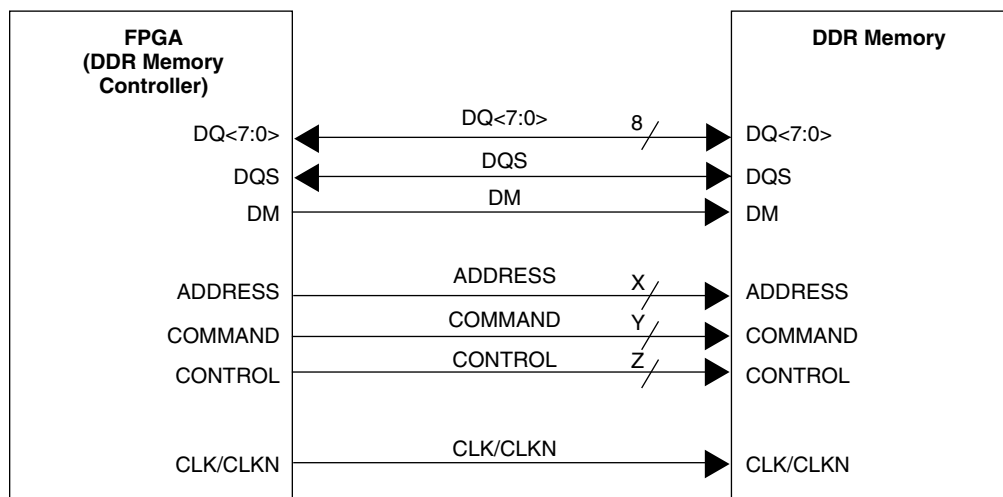 FPGA
(DDR Memory
Controller)
DDR Memory
DQ<7:0> DQ<7:0> 8 DQ<7:0>
DQS DQS DQS
DM DM DM
ADDRESS ADDRESS X ADDRESS
COMMAND COMMAND Y COMMAND
CONTROL CONTROL Z CONTROL
CLK/CLKN CLK/CLKN CLK/CLKN